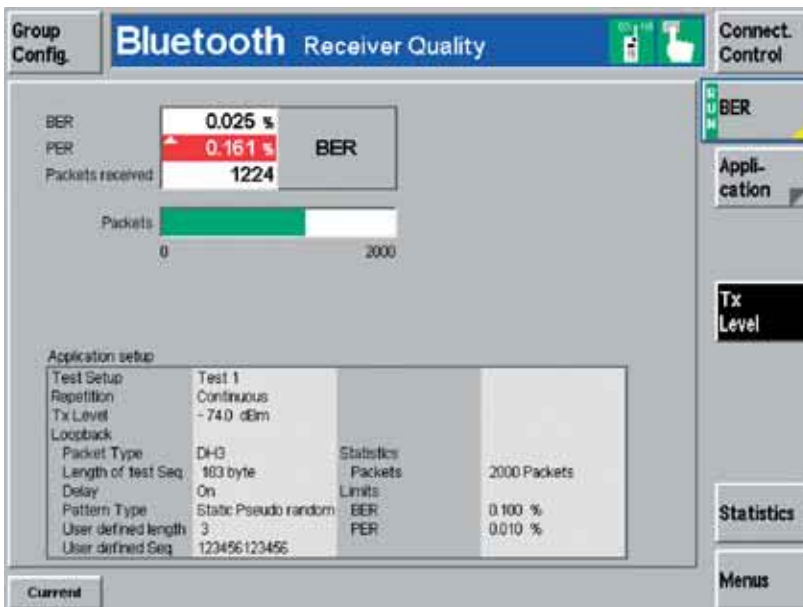 Group Config.
Bluetooth Receiver Quality
Connect. Control
BER 0.025 %
PER 0.161 %
Packets received 1224
BER
Packets
0 2000
RUN
BER
Appli-cation
Tx Level
Application setup
Test Setup Test 1
Repetition Continuous
Tx Level - 74.0 dBm
Loopback
Packet Type DH3
Length of test Seq 183 byte
Delay On
Pattern Type Static Pseudo random
User defined length 3
User defined Seq 123456123456
Statistics
Packets 2000 Packets
Limits
BER 0.100 %
PER 0.010 %
Statistics
Menus
Current